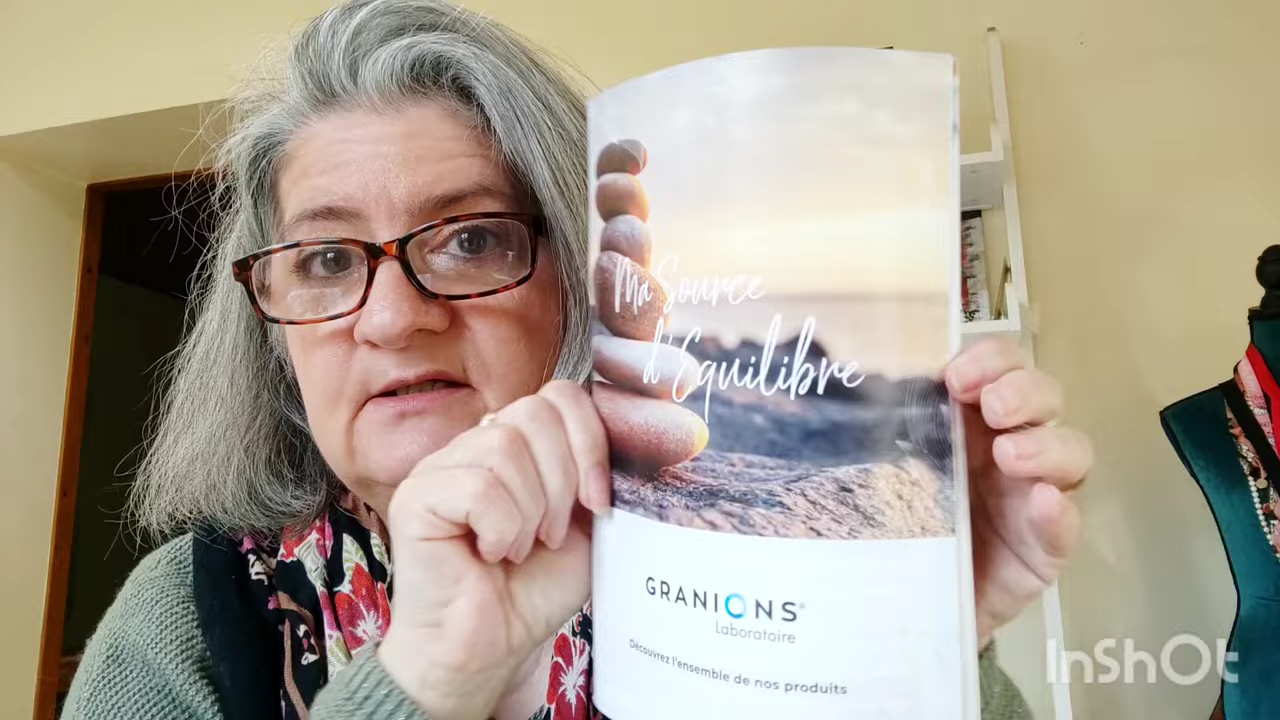 Ma Source
d'Equilibre
GRANIONS®
Laboratoire
Découvrez l'ensemble de nos produits
InShOt